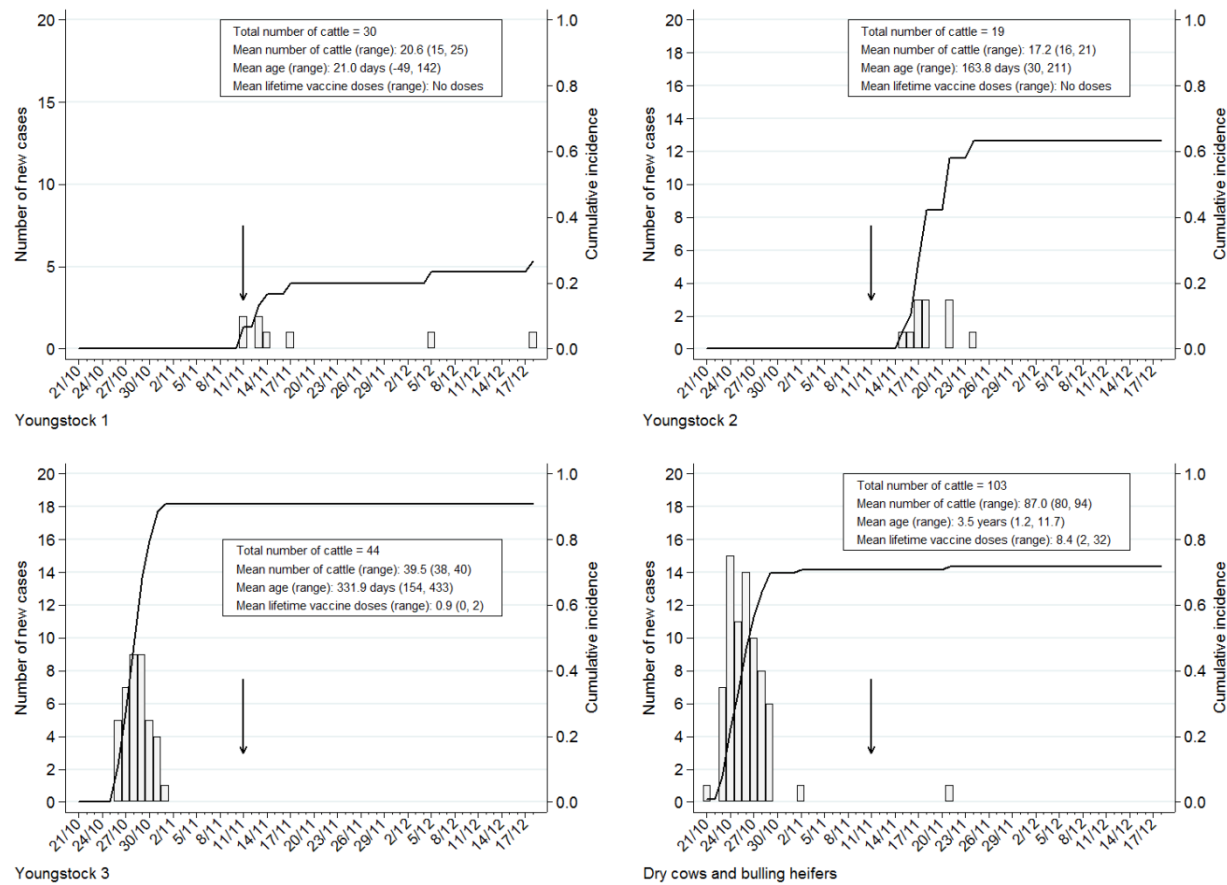 Total number of cattle = 30
Mean number of cattle (range): 20.6 (15, 25)
Mean age (range): 21.0 days (-49, 142)
Mean lifetime vaccine doses (range): No doses
Number of new cases
20
15
10
5
0
Cumulative incidence
1.0
0.8
0.6
0.4
0.2
0.0
21/10 24/10 27/10 30/10 2/11 5/11 8/11 11/11 14/11 17/11 20/11 23/11 26/11 29/11 2/12 5/12 8/12 11/12 14/12 17/12
Youngstock 1
Total number of cattle = 19
Mean number of cattle (range): 17.2 (16, 21)
Mean age (range): 163.8 days (30, 211)
Mean lifetime vaccine doses (range): No doses
Number of new cases
20
18
16
14
12
10
8
6
4
2
0
Cumulative incidence
1.0
0.8
0.6
0.4
0.2
0.0
21/10 24/10 27/10 30/10 2/11 5/11 8/11 11/11 14/11 17/11 20/11 23/11 26/11 29/11 2/12 5/12 8/12 11/12 14/12 17/12
Youngstock 2
Total number of cattle = 44
Mean number of cattle (range): 39.5 (38, 40)
Mean age (range): 331.9 days (154, 433)
Mean lifetime vaccine doses (range): 0.9 (0, 2)
Number of new cases
20
18
16
14
12
10
8
6
4
2
0
Cumulative incidence
1.0
0.8
0.6
0.4
0.2
0.0
21/10 24/10 27/10 30/10 2/11 5/11 8/11 11/11 14/11 17/11 20/11 23/11 26/11 29/11 2/12 5/12 8/12 11/12 14/12 17/12
Youngstock 3
Total number of cattle = 103
Mean number of cattle (range): 87.0 (80, 94)
Mean age (range): 3.5 years (1.2, 11.7)
Mean lifetime vaccine doses (range): 8.4 (2, 32)
Number of new cases
20
18
16
14
12
10
8
6
4
2
0
Cumulative incidence
1.0
0.8
0.6
0.4
0.2
0.0
21/10 24/10 27/10 30/10 2/11 5/11 8/11 11/11 14/11 17/11 20/11 23/11 26/11 29/11 2/12 5/12 8/12 11/12 14/12 17/12
Dry cows and bulling heifers